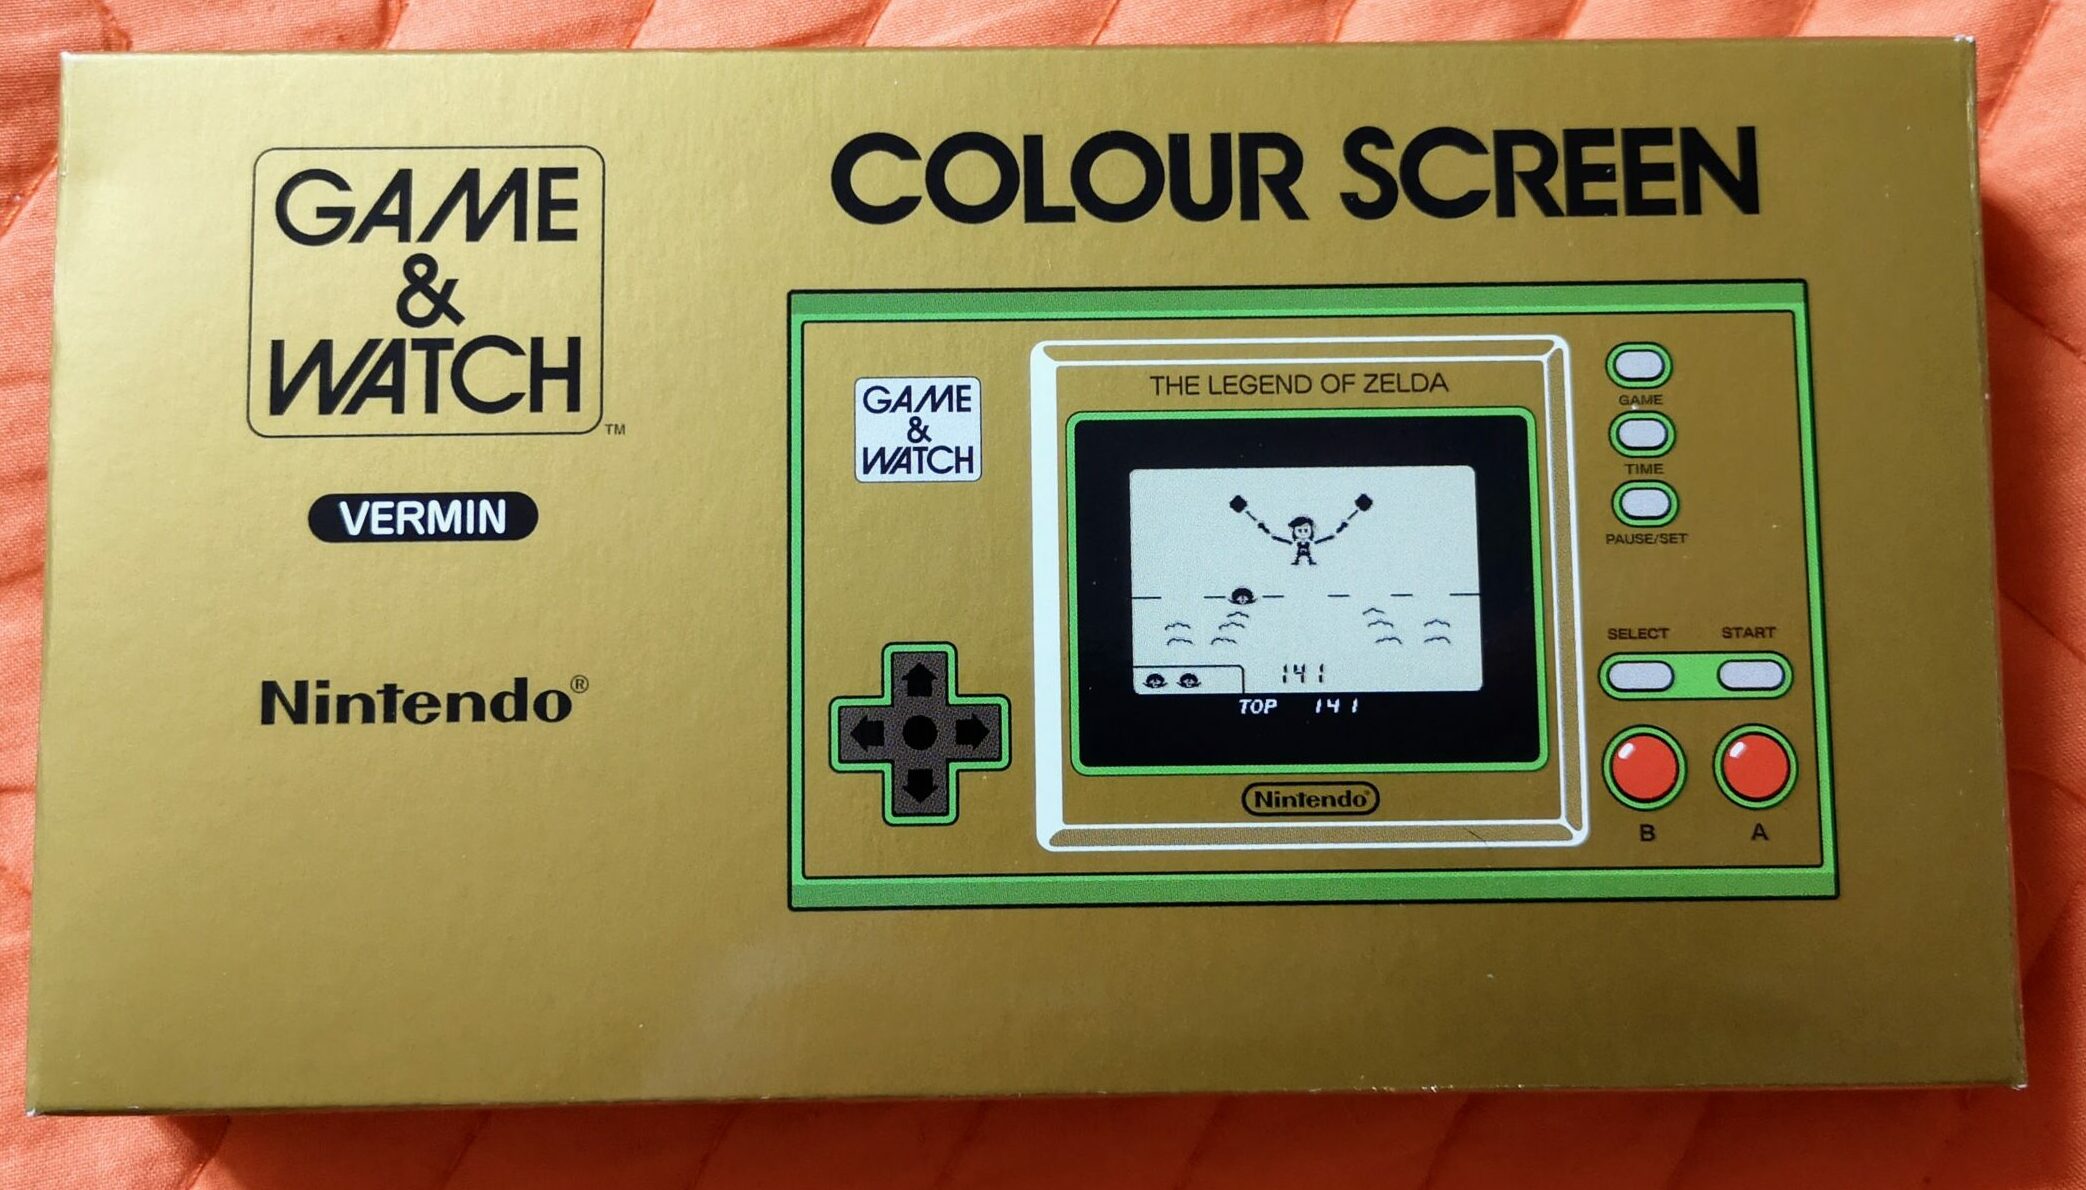 GAME
&
WATCH
TM
VERMIN
Nintendo®
COLOUR SCREEN
GAME
&
WATCH
THE LEGEND OF ZELDA
141
TOP 141
Nintendo®
GAME
TIME
PAUSE/SET
SELECT START
B A